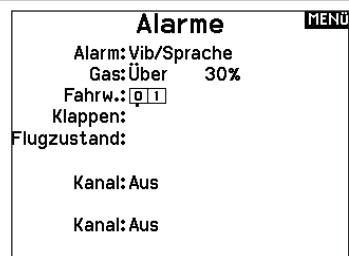 Alarme
MENÜ
Alarm: Vib/Sprache
Gas: Über 30%
Fahrw.: 0 1
Klappen:
Flugzustand:
Kanal: Aus
Kanal: Aus